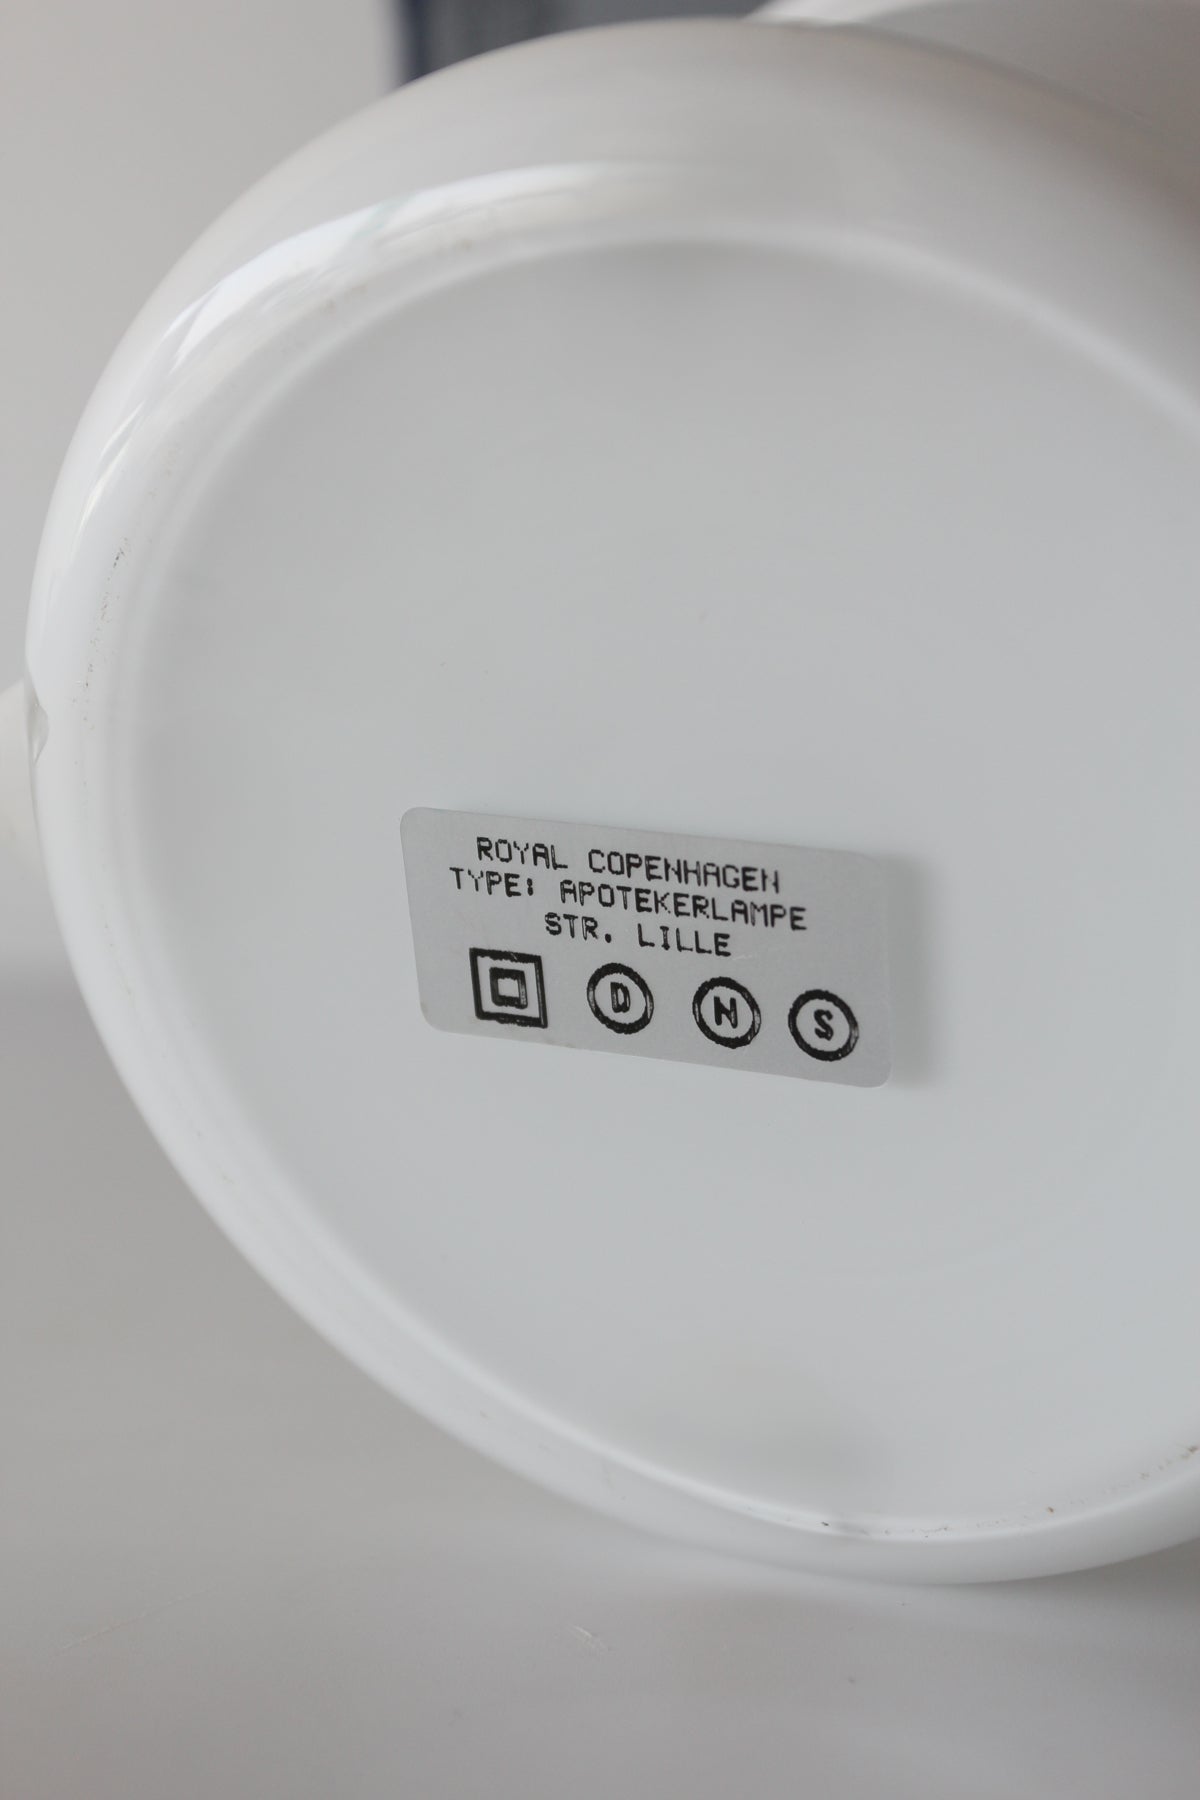 ROYAL COPENHAGEN
TYPE: APOTEKERLAMPE
STR. LILLE
D N S